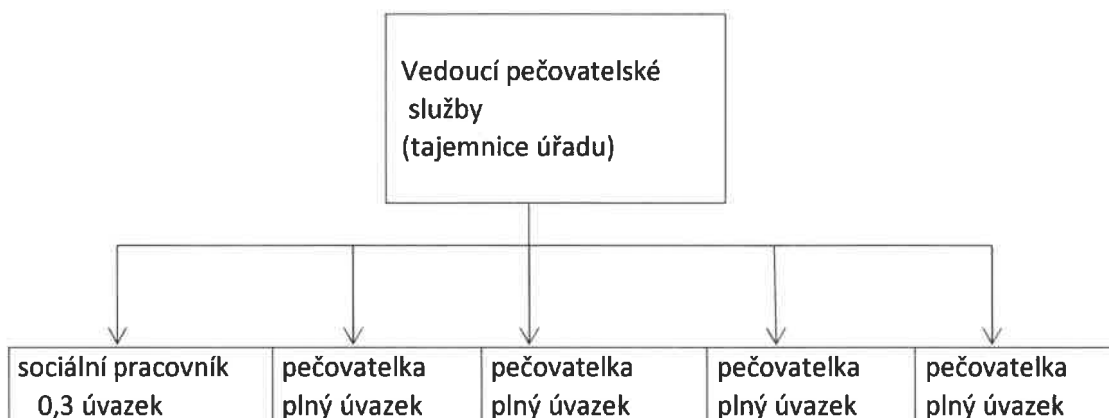 Vedoucí pečovatelské
služby
(tajemnice úřadu)
sociální pracovník
0,3 úvazek
pečovatelka
plný úvazek
pečovatelka
plný úvazek
pečovatelka
plný úvazek
pečovatelka
plný úvazek